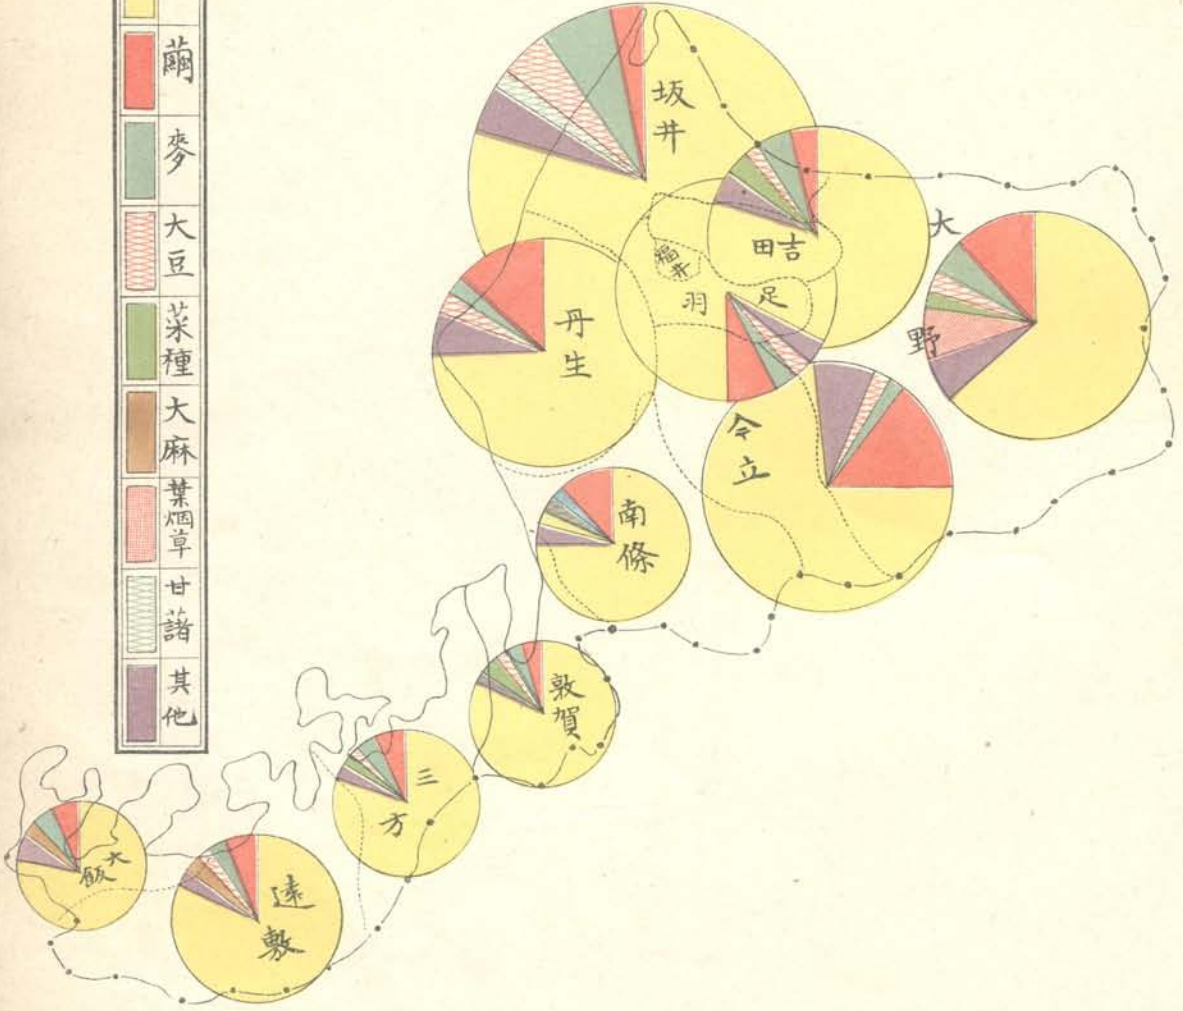 繭
麥
大豆
菜種
大麻
葉烟草
甘藷
其他
坂井
吉田
福井
足羽
大野
丹生
今立
南條
敦賀
三方
遠敷
大飯